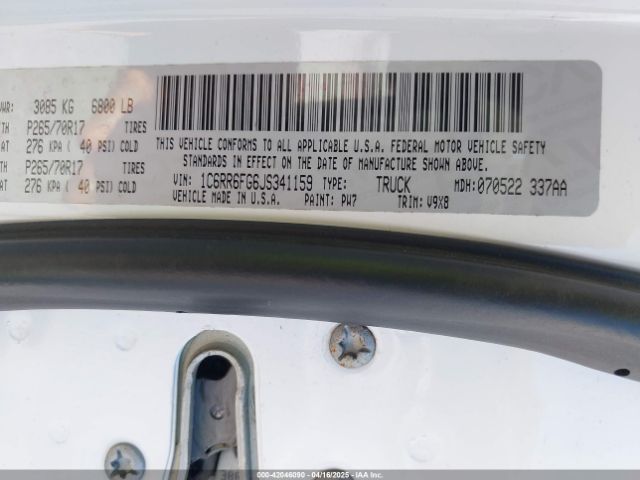 3085 KG 6800 LB
P265/70R17 TIRES
AT 276 KPA ( 40 PSI) COLD
P265/70R17 TIRES
AT 276 KPA ( 40 PSI) COLD
THIS VEHICLE CONFORMS TO ALL APPLICABLE U.S.A. FEDERAL MOTOR VEHICLE SAFETY
STANDARDS IN EFFECT ON THE DATE OF MANUFACTURE SHOWN ABOVE.
VIN: 1C6RR6FG6JS341159 TYPE: TRUCK MDH: 070522 337AA
VEHICLE MADE IN U.S.A. PAINT: PW7 TRIM: V9X8
000-42046090 - 04/16/2025 - IAA Inc.